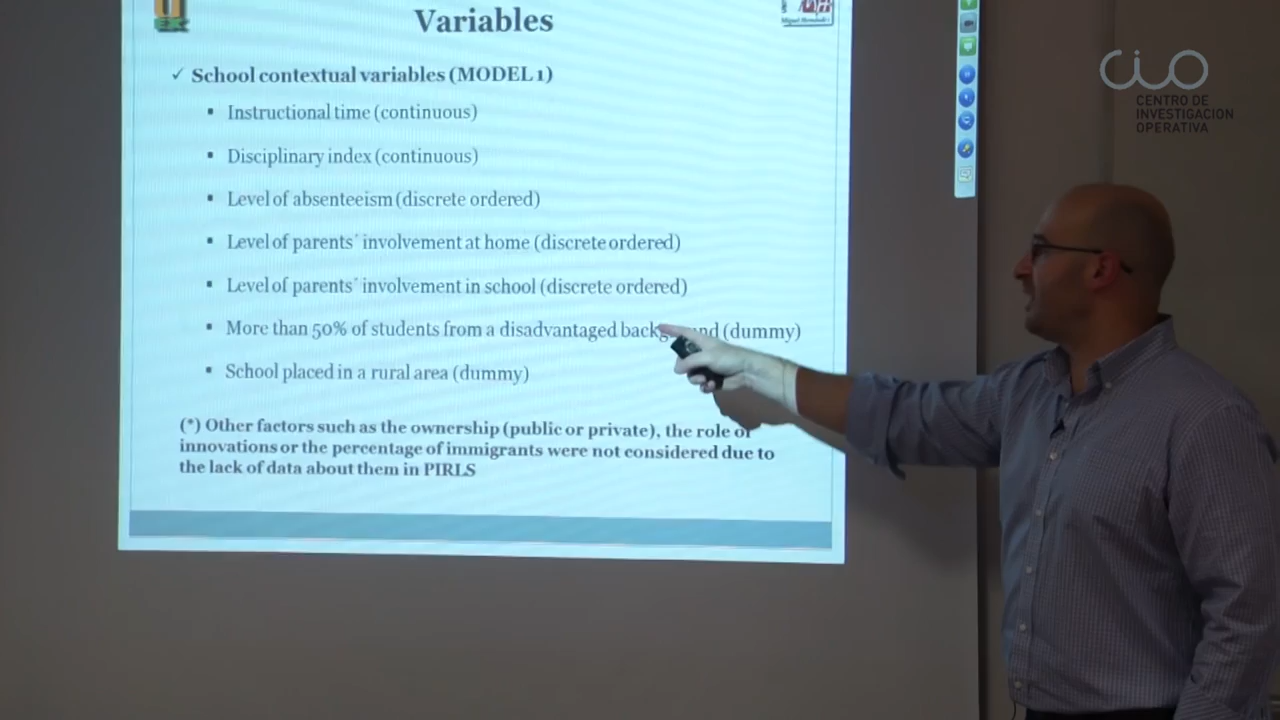 Variables
Miguel Hernández
✓ School contextual variables (MODEL 1)
▪ Instructional time (continuous)
▪ Disciplinary index (continuous)
▪ Level of absenteeism (discrete ordered)
▪ Level of parents´ involvement at home (discrete ordered)
▪ Level of parents´ involvement in school (discrete ordered)
▪ More than 50% of students from a disadvantaged (dummy)
▪ School placed in a rural area (dummy)
(*) Other factors such as the ownership (public or private), the role of
innovations or the percentage of immigrants were not considered due to
the lack of data about them in PIRLS
CIO
CENTRO DE
INVESTIGACION
OPERATIVA